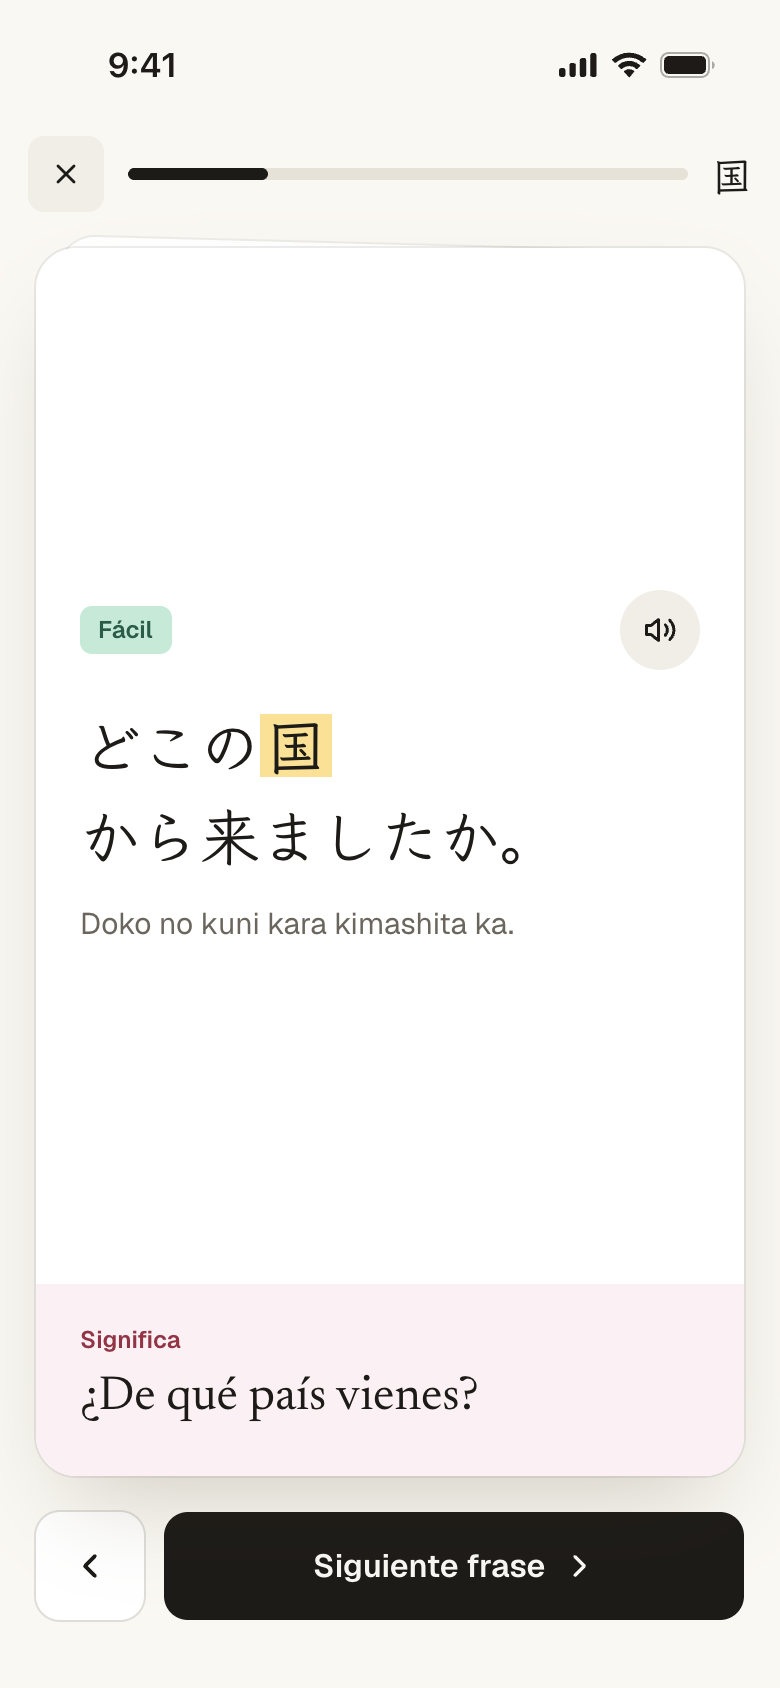 9:41
国
Fácil
どこの国
から来ましたか。
Doko no kuni kara kimashita ka.
Significa
¿De qué país vienes?
Siguiente frase